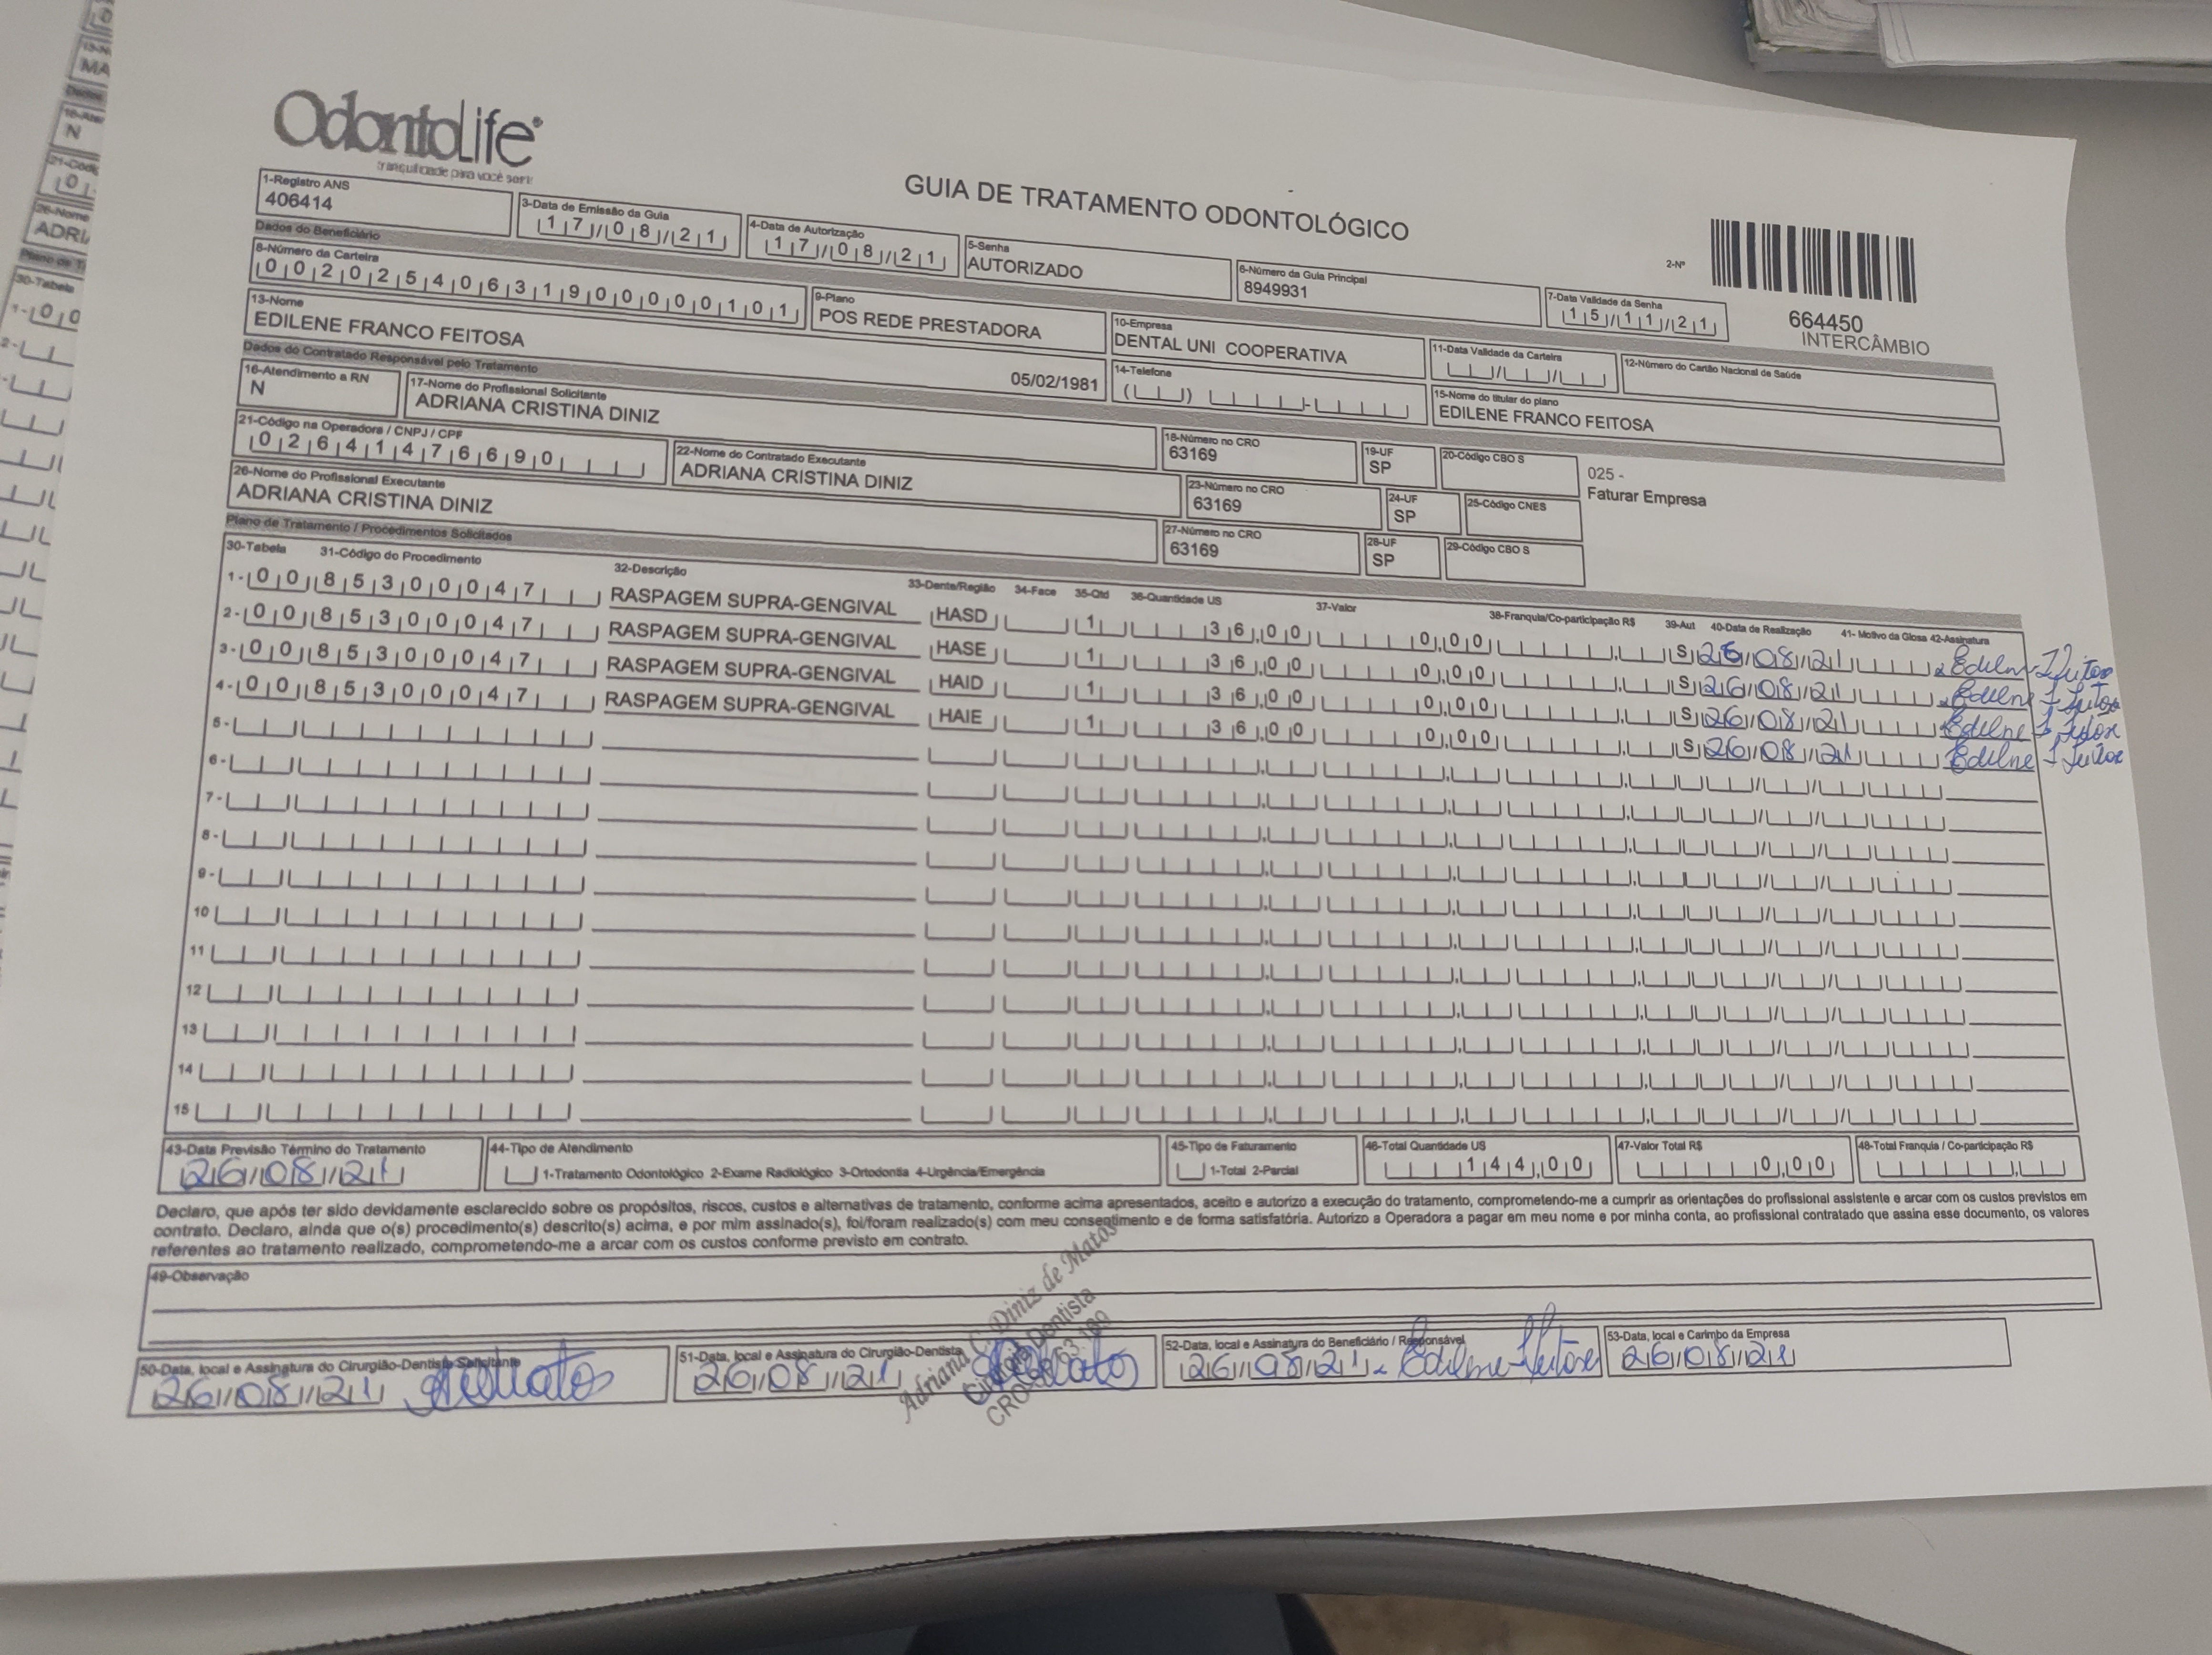 OdontoLife
tranquilidade para você sorrir
GUIA DE TRATAMENTO ODONTOLÓGICO
2-Nº
664450
INTERCÂMBIO
1-Registro ANS
406414
3-Data de Emissão da Guia
17/08/21
4-Data de Autorização
17/08/21
5-Senha
AUTORIZADO
6-Número da Guia Principal
8949931
7-Data Validade da Senha
15/11/21
Dados do Beneficiário
8-Número da Carteira
00202540631900000101
9-Plano
POS REDE PRESTADORA
10-Empresa
DENTAL UNI COOPERATIVA
11-Data Validade da Carteira
12-Número do Cartão Nacional de Saúde
13-Nome
EDILENE FRANCO FEITOSA
05/02/1981
14-Telefone
15-Nome do titular do plano
EDILENE FRANCO FEITOSA
Dados do Contratado Responsável pelo Tratamento
16-Atendimento a RN
N
17-Nome do Profissional Solicitante
ADRIANA CRISTINA DINIZ
18-Número no CRO
63169
19-UF
SP
20-Código CBO S
025 -
Faturar Empresa
21-Código na Operadora / CNPJ / CPF
02641476690
22-Nome do Contratado Executante
ADRIANA CRISTINA DINIZ
23-Número no CRO
63169
24-UF
SP
25-Código CNES
26-Nome do Profissional Executante
ADRIANA CRISTINA DINIZ
27-Número no CRO
63169
28-UF
SP
29-Código CBO S
Plano de Tratamento / Procedimentos Solicitados
30-Tabela 31-Código do Procedimento 32-Descrição 33-Dente/Região 34-Face 35-Qtd 36-Quantidade US 37-Valor 38-Franquia/Co-participação R$ 39-Aut 40-Data de Realização 41- Motivo da Glosa 42-Assinatura
1- 00 85300047 RASPAGEM SUPRA-GENGIVAL HASD 1 36,00 0,00 S 26/08/21
2- 00 85300047 RASPAGEM SUPRA-GENGIVAL HASE 1 36,00 0,00 S 26/08/21
3- 00 85300047 RASPAGEM SUPRA-GENGIVAL HAID 1 36,00 0,00 S 26/08/21
4- 00 85300047 RASPAGEM SUPRA-GENGIVAL HAIE 1 36,00 0,00 S 26/08/21
5-
6-
7-
8-
9-
10
11
12
13
14
15
43-Data Previsão Término do Tratamento
26/08/21
44-Tipo de Atendimento
1-Tratamento Odontológico 2-Exame Radiológico 3-Ortodontia 4-Urgência/Emergência
45-Tipo de Faturamento
1-Total 2-Parcial
46-Total Quantidade US
144,00
47-Valor Total R$
0,00
48-Total Franquia / Co-participação R$
Declaro, que após ter sido devidamente esclarecido sobre os propósitos, riscos, custos e alternativas de tratamento, conforme acima apresentados, aceito e autorizo a execução do tratamento, comprometendo-me a cumprir as orientações do profissional assistente e arcar com os custos previstos em
contrato. Declaro, ainda que o(s) procedimento(s) descrito(s) acima, e por mim assinado(s), foi/foram realizado(s) com meu consentimento e de forma satisfatória. Autorizo a Operadora a pagar em meu nome e por minha conta, ao profissional contratado que assina esse documento, os valores
referentes ao tratamento realizado, comprometendo-me a arcar com os custos conforme previsto em contrato.
49-Observação
50-Data, local e Assinatura do Cirurgião-Dentista Solicitante
26/08/21
51-Data, local e Assinatura do Cirurgião-Dentista
26/08/21
Adriana C. Diniz de Matos
52-Data, local e Assinatura do Beneficiário / Responsável
26/08/21
53-Data, local e Carimbo da Empresa
26/08/21